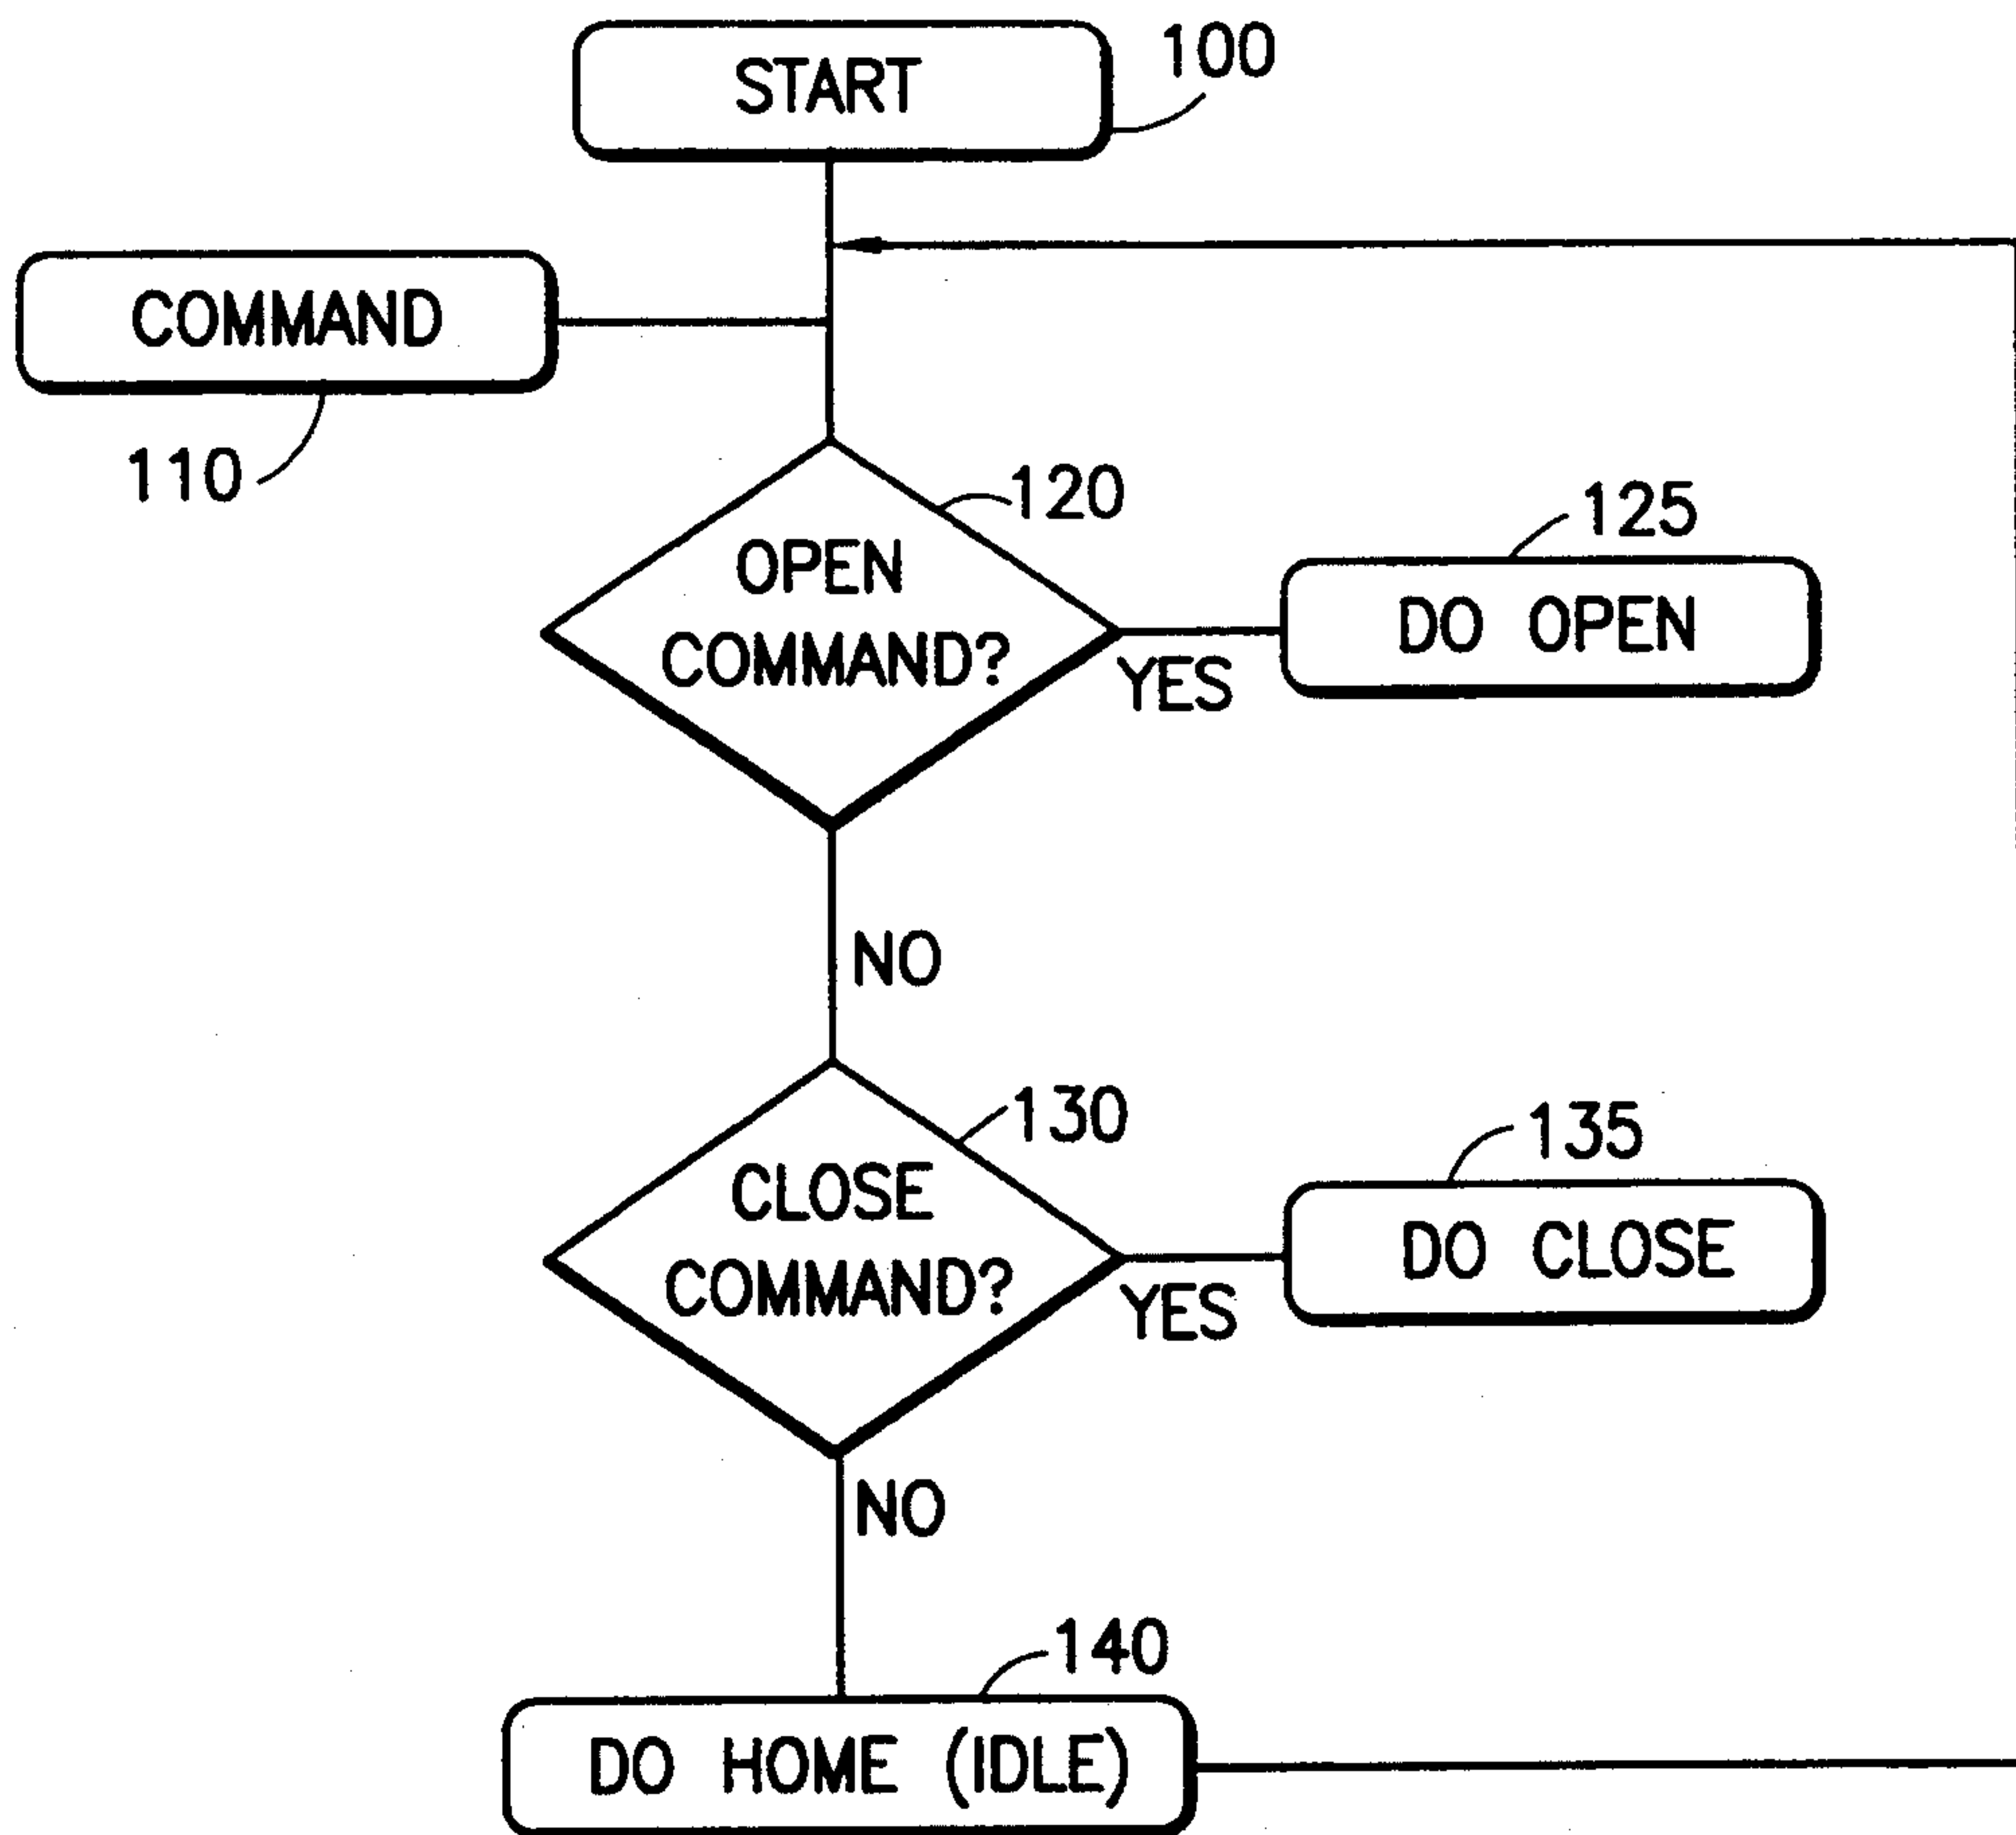 START
100
COMMAND
110
120
OPEN
COMMAND?
YES
125
DO OPEN
NO
130
CLOSE
COMMAND?
YES
135
DO CLOSE
NO
140
DO HOME (IDLE)